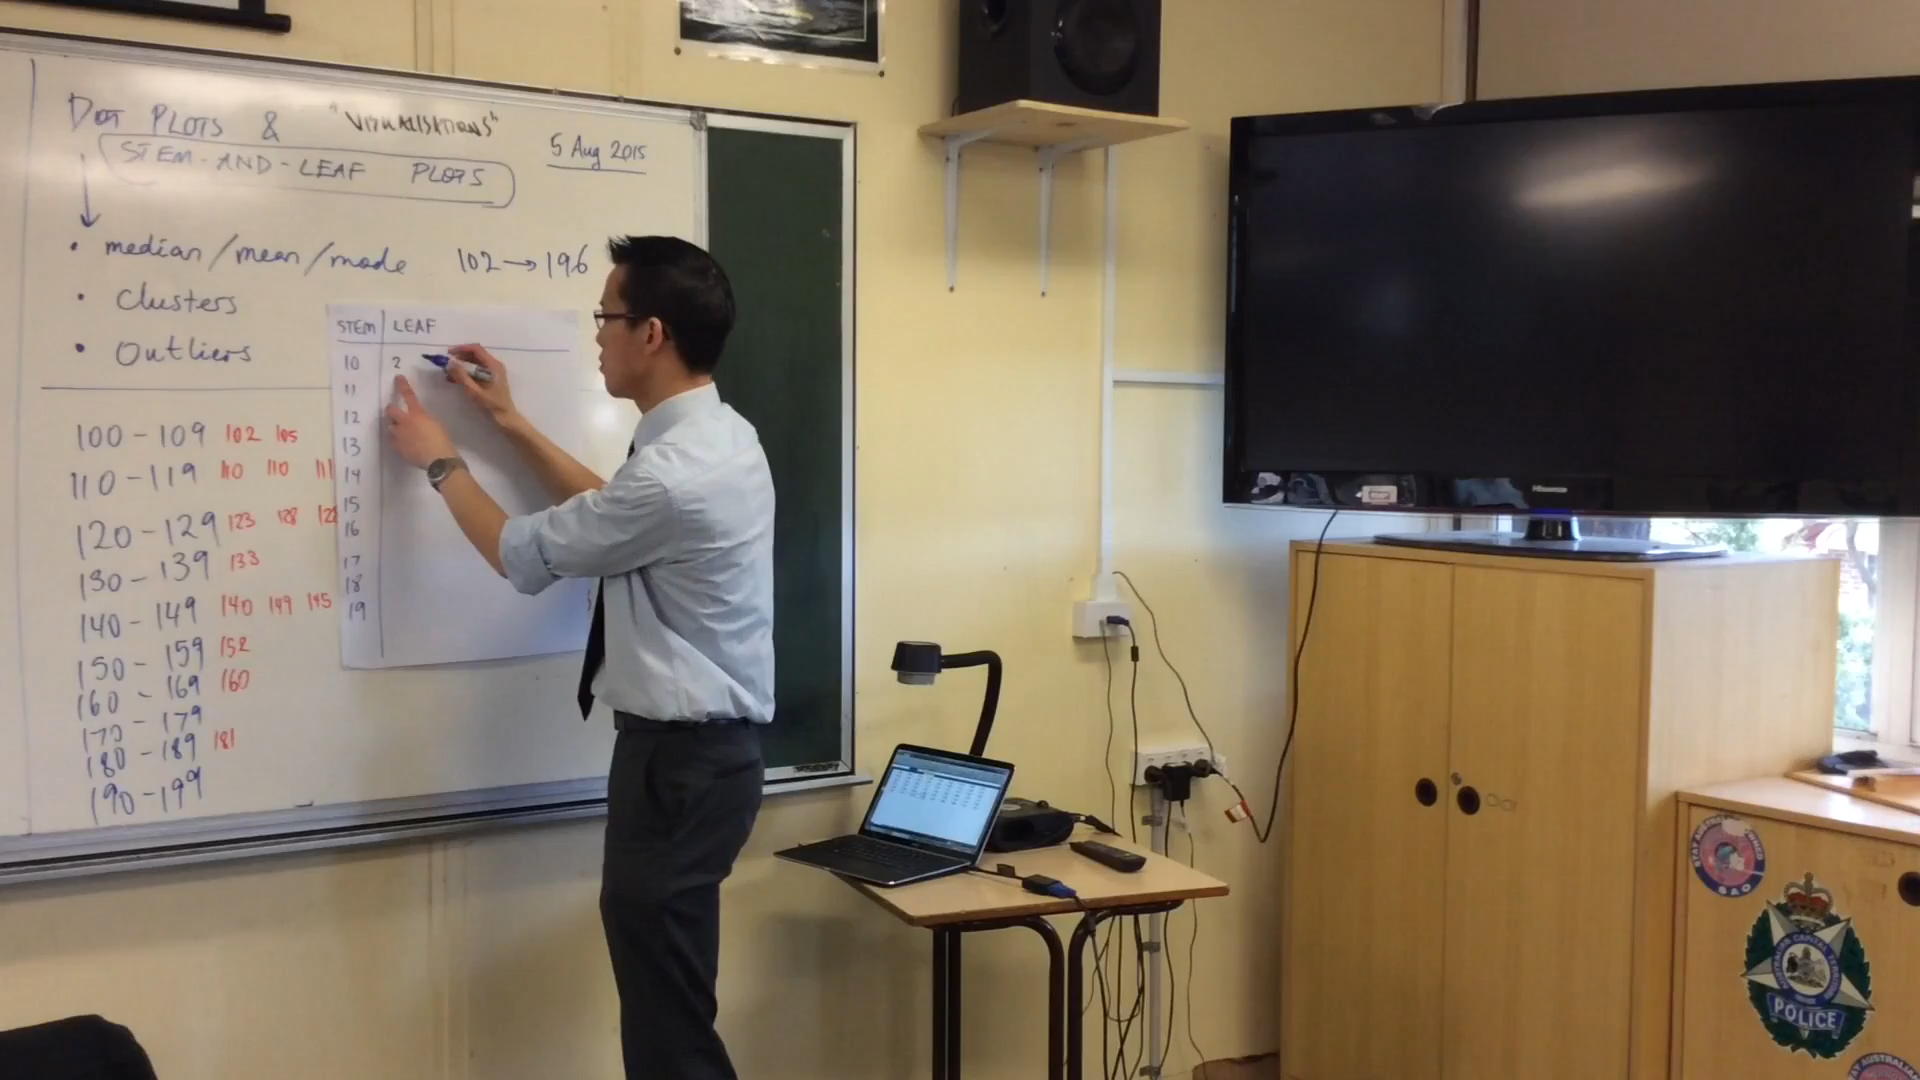 DOT PLOTS & "VISUALISATIONS"
STEM-AND-LEAF PLOTS
5 Aug 2015
• median/mean/mode 102→196
• Clusters
• Outliers
STEM LEAF
10 2
11
12
13
14
15
16
17
18
19
100-109 102 105
110-119 110 110 111
120-129 123 128
130-139 133
140-149 140 149 145
150-159 152
160-169 160
170-179
180-189 181
190-199
Hisense
POLICE